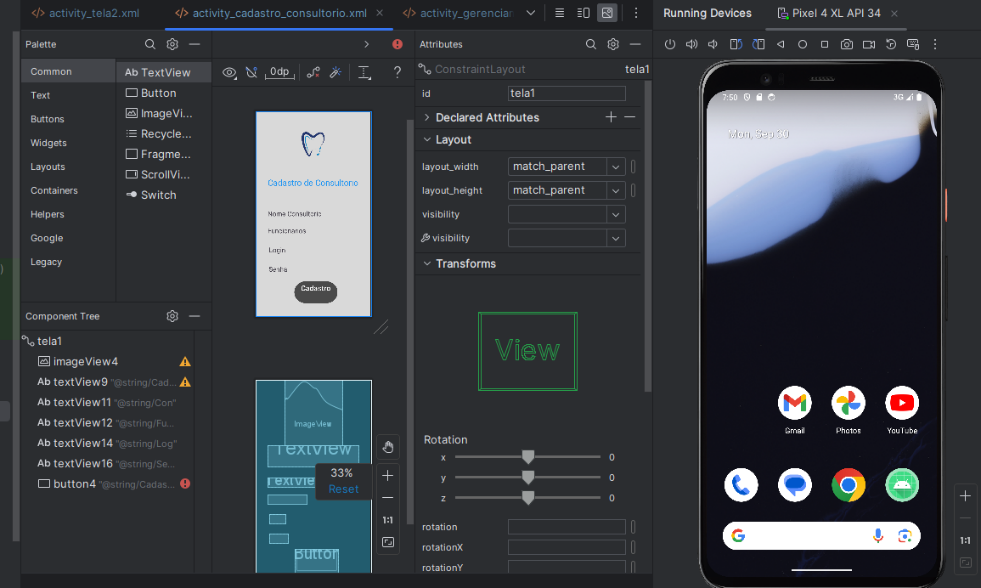 activity_tela2.xml
activity_cadastro_consultorio.xml
activity_gerencia
Running Devices
Pixel 4 XL API 34
Palette
Common
Text
Buttons
Widgets
Layouts
Containers
Helpers
Google
Legacy
Ab TextView
Button
ImageVi...
Recycle...
Fragme...
ScrollVi...
Switch
0dp
Cadastro de Consultorio
Nome Consultorio
Funcionarios
Login
Senha
Cadastro
Component Tree
tela1
imageView4
Ab textView9 "@string/Cad...
Ab textView11 "@string/Con"
Ab textView12 "@string/Fu...
Ab textView14 "@string/Log"
Ab textView16 "@string/Se...
button4 "@string/Cadas...
ImageView
TextView
TextView
Button
33%
Reset
1:1
Attributes
ConstraintLayout
tela1
id
tela1
Declared Attributes
Layout
layout_width
match_parent
layout_height
match_parent
visibility
visibility
Transforms
View
Rotation
x
0
y
0
z
0
rotation
rotationX
rotationY
7:50
3G
Mon, Sep 30
Gmail
Photos
YouTube
G
1:1